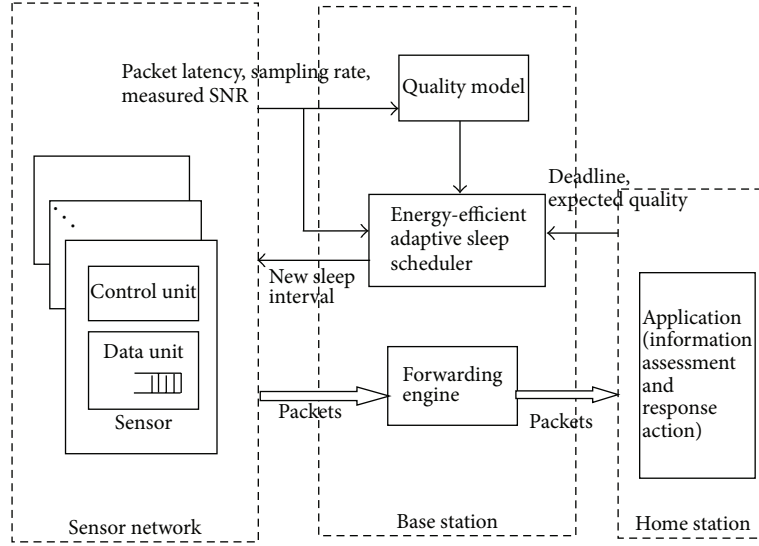 Packet latency, sampling rate,
measured SNR
Quality model
Deadline,
expected quality
Energy-efficient
adaptive sleep
scheduler
New sleep
interval
Control unit
Data unit
Sensor
Application
(information
assessment
and
response
action)
Forwarding
engine
Packets
Packets
Sensor network
Base station
Home station